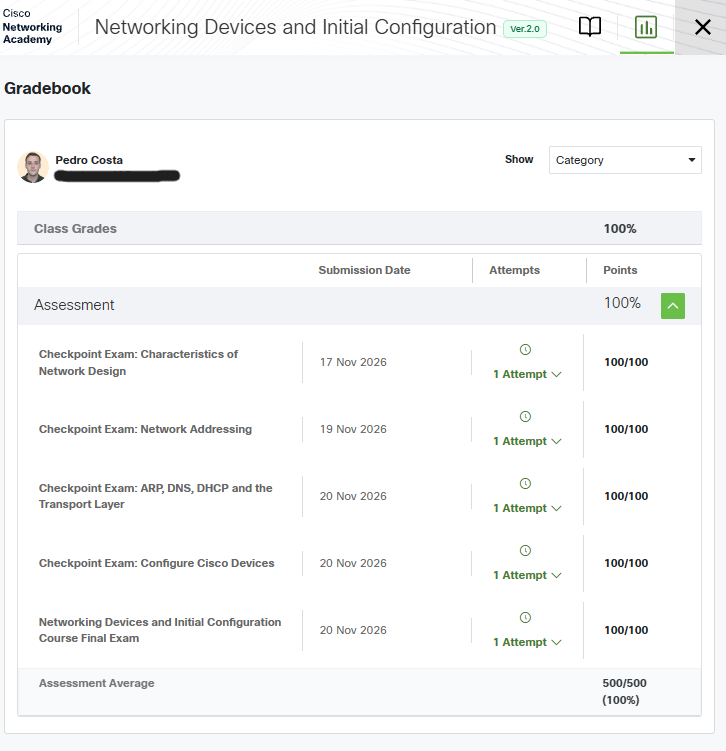 Cisco
Networking
Academy
Networking Devices and Initial Configuration Ver.2.0
Gradebook
Pedro Costa
Show Category
Class Grades 100%
Submission Date Attempts Points
Assessment 100%
Checkpoint Exam: Characteristics of
Network Design
17 Nov 2026
1 Attempt
100/100
Checkpoint Exam: Network Addressing
19 Nov 2026
1 Attempt
100/100
Checkpoint Exam: ARP, DNS, DHCP and the
Transport Layer
20 Nov 2026
1 Attempt
100/100
Checkpoint Exam: Configure Cisco Devices
20 Nov 2026
1 Attempt
100/100
Networking Devices and Initial Configuration
Course Final Exam
20 Nov 2026
1 Attempt
100/100
Assessment Average
500/500
(100%)